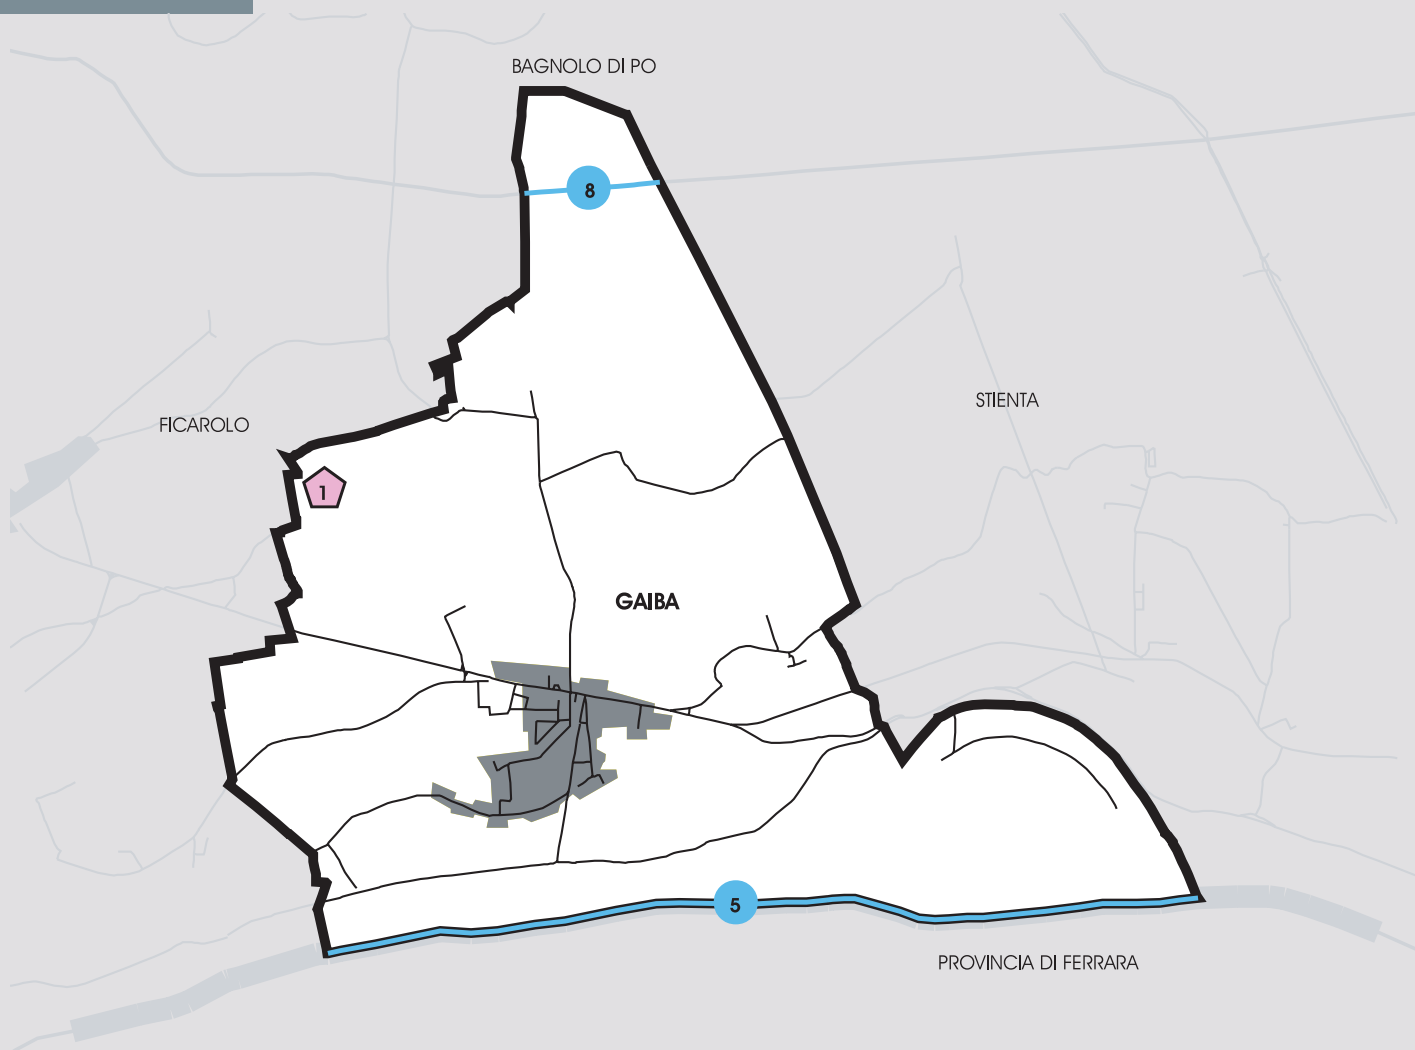 BAGNOLO DI PO
8
STIENTA
FICAROLO
1
GAIBA
5
PROVINCIA DI FERRARA